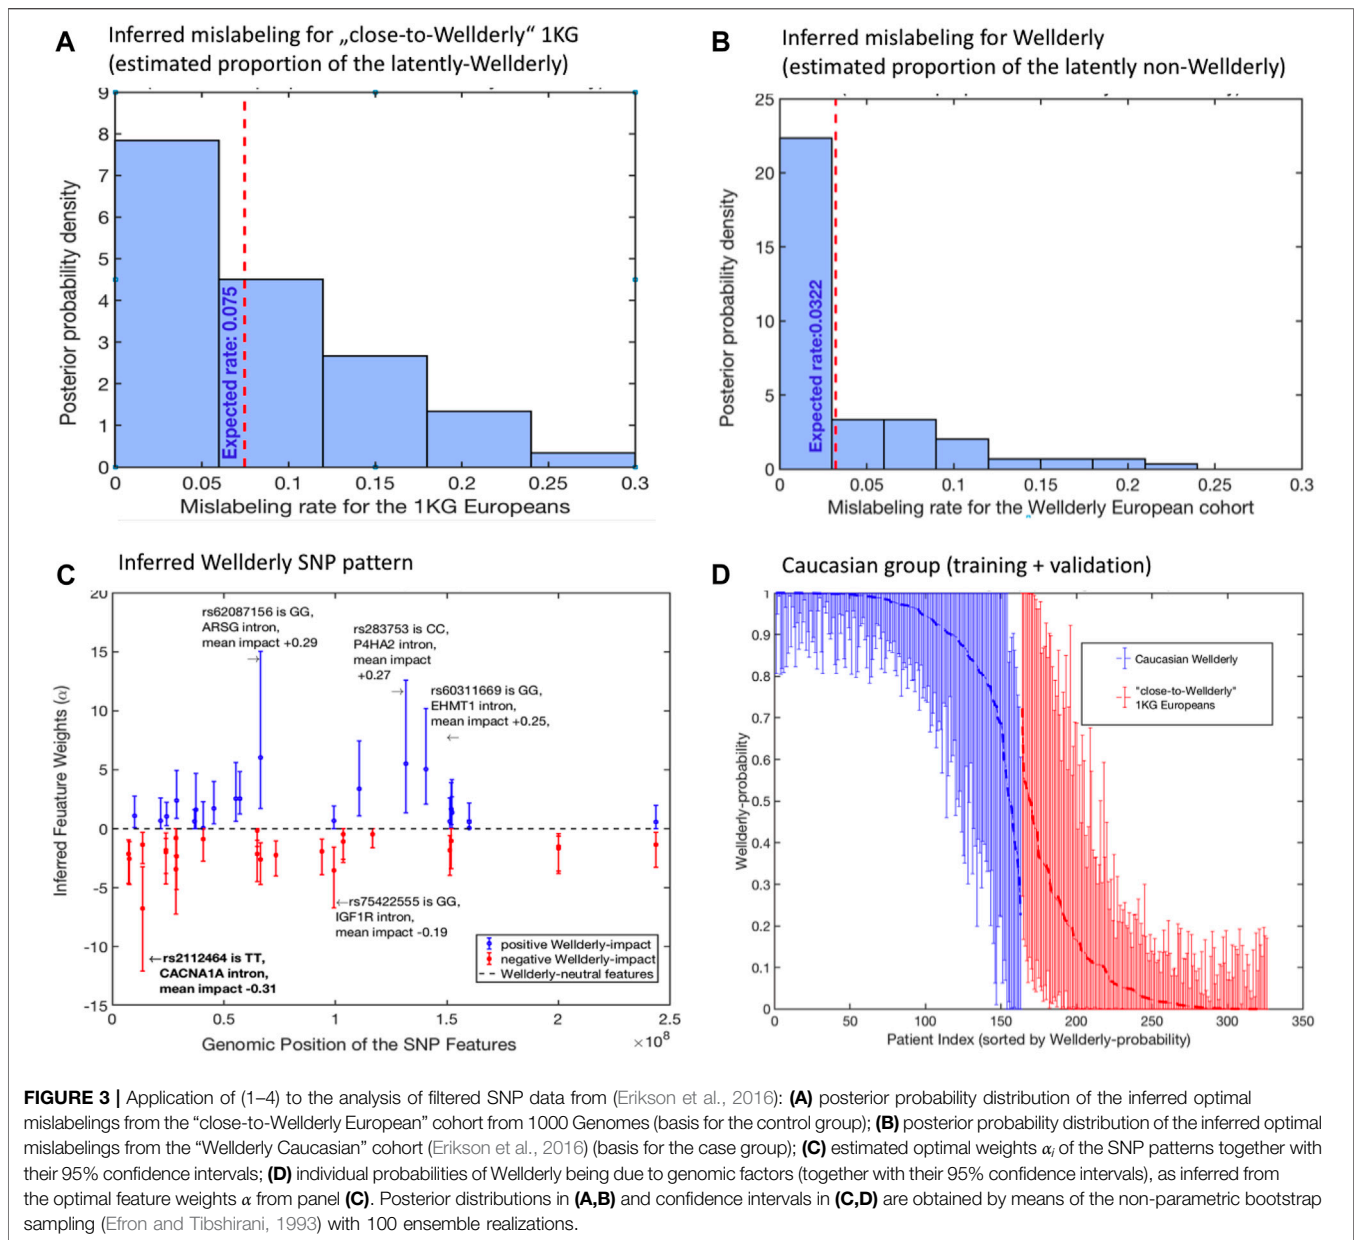 A
Inferred mislabeling for „close-to-Wellderly“ 1KG
(estimated proportion of the latently-Wellderly)
9
8
7
6
5
4
3
2
1
0
Posterior probability density
Expected rate: 0.075
0 0.05 0.1 0.15 0.2 0.25 0.3
Mislabeling rate for the 1KG Europeans
B
Inferred mislabeling for Wellderly
(estimated proportion of the latently non-Wellderly)
25
20
15
10
5
0
Posterior probability density
Expected rate:0.0322
0 0.05 0.1 0.15 0.2 0.25 0.3
Mislabeling rate for the Wellderly European cohort
C
Inferred Wellderly SNP pattern
20
15
10
5
0
-5
-10
-15
Inferred Feuature Weights (α)
rs62087156 is GG,
ARSG intron,
mean impact +0.29
rs283753 is CC,
P4HA2 intron,
mean impact
+0.27
rs60311669 is GG,
EHMT1 intron,
mean impact +0.25,
←rs75422555 is GG,
IGF1R intron,
mean impact -0.19
←rs2112464 is TT,
CACNA1A intron,
mean impact -0.31
positive Wellderly-impact
negative Wellderly-impact
Wellderly-neutral features
0 0.5 1 1.5 2 2.5
×10⁸
Genomic Position of the SNP Features
D
Caucasian group (training + validation)
1
0.9
0.8
0.7
0.6
0.5
0.4
0.3
0.2
0.1
0
Wellderly-probability
Caucasian Wellderly
"close-to-Wellderly"
1KG Europeans
0 50 100 150 200 250 300 350
Patient Index (sorted by Wellderly-probability)
FIGURE 3 | Application of (1–4) to the analysis of filtered SNP data from (Erikson et al., 2016): (A) posterior probability distribution of the inferred optimal
mislabelings from the “close-to-Wellderly European” cohort from 1000 Genomes (basis for the control group); (B) posterior probability distribution of the inferred optimal
mislabelings from the “Wellderly Caucasian” cohort (Erikson et al., 2016) (basis for the case group); (C) estimated optimal weights αᵢ of the SNP patterns together with
their 95% confidence intervals; (D) individual probabilities of Wellderly being due to genomic factors (together with their 95% confidence intervals), as inferred from
the optimal feature weights α from panel (C). Posterior distributions in (A,B) and confidence intervals in (C,D) are obtained by means of the non-parametric bootstrap
sampling (Efron and Tibshirani, 1993) with 100 ensemble realizations.